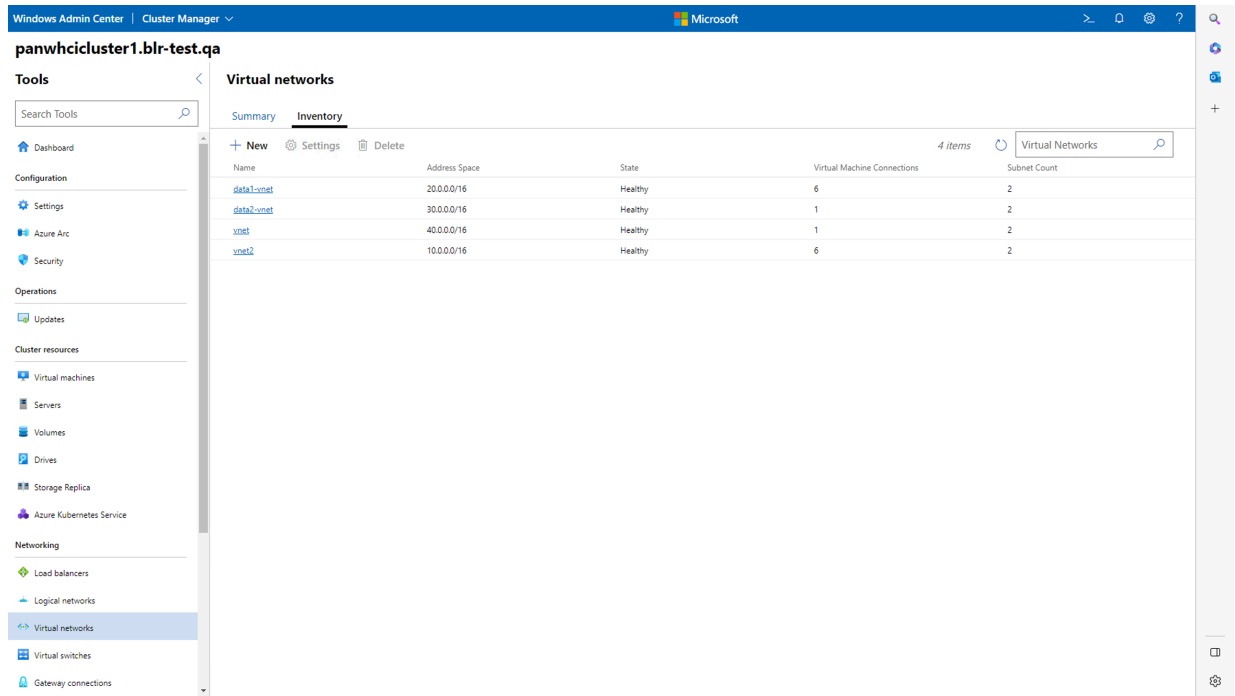 Windows Admin Center | Cluster Manager
Microsoft
panwhcicluster1.blr-test.qa
Tools
Search Tools
Dashboard
Configuration
Settings
Azure Arc
Security
Operations
Updates
Cluster resources
Virtual machines
Servers
Volumes
Drives
Storage Replica
Azure Kubernetes Service
Networking
Load balancers
Logical networks
Virtual networks
Virtual switches
Gateway connections
Virtual networks
Summary Inventory
New Settings Delete 4 items Virtual Networks
Name Address Space State Virtual Machine Connections Subnet Count
data1-vnet 20.0.0.0/16 Healthy 6 2
data2-vnet 30.0.0.0/16 Healthy 1 2
vnet 40.0.0.0/16 Healthy 1 2
vnet2 10.0.0.0/16 Healthy 6 2